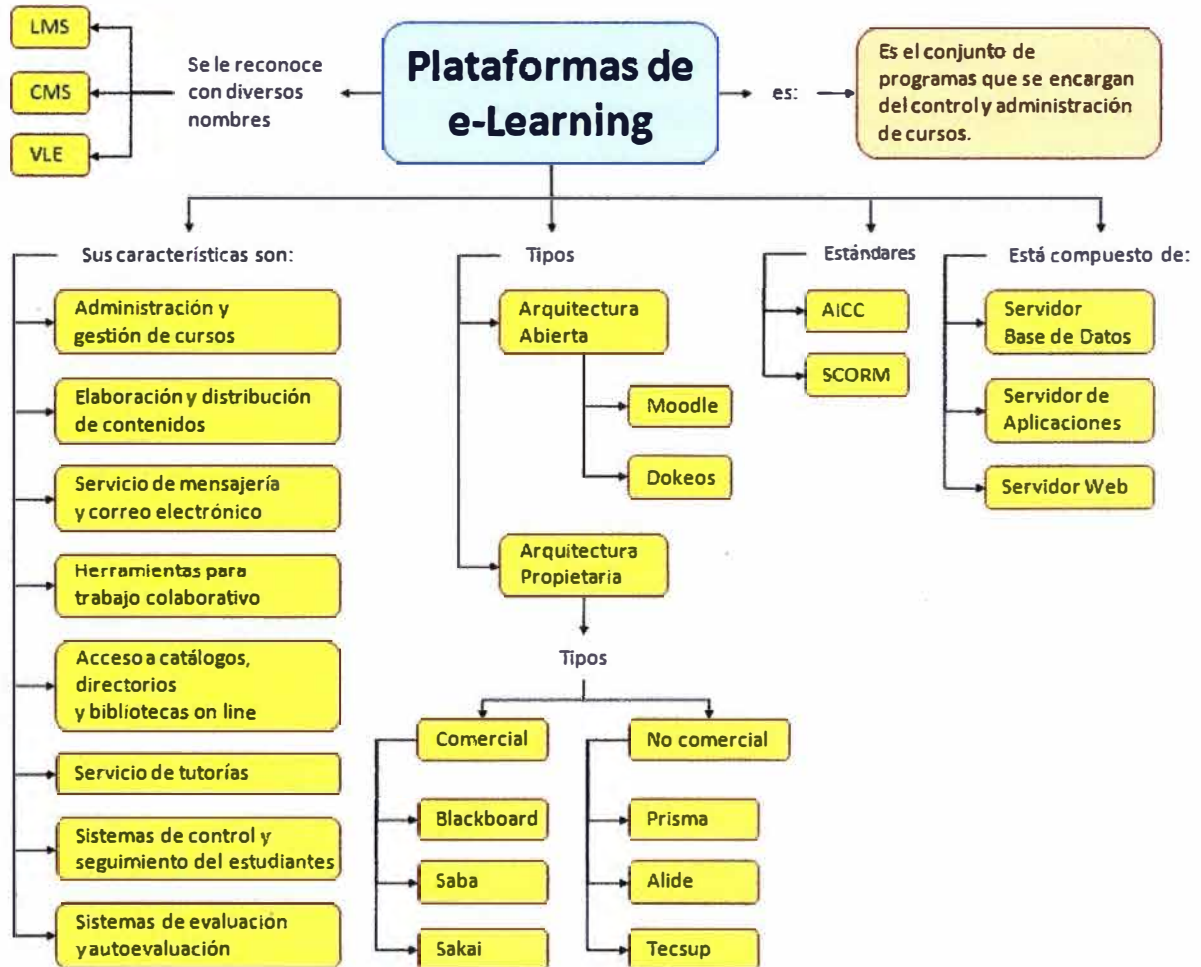 LMS
CMS
VLE
Se le reconoce
con diversos
nombres
Plataformas de
e-Learning
es:
Es el conjunto de
programas que se encargan
del control y administración
de cursos.
Sus características son:
Administración y
gestión de cursos
Elaboración y distribución
de contenidos
Servicio de mensajería
y correo electrónico
Herramientas para
trabajo colaborativo
Acceso a catálogos,
directorios
y bibliotecas on line
Servicio de tutorías
Sistemas de control y
seguimiento del estudiantes
Sistemas de evaluación
y autoevaluación
Tipos
Arquitectura
Abierta
Moodle
Dokeos
Arquitectura
Propietaria
Tipos
Comercial
Blackboard
Saba
Sakai
No comercial
Prisma
Alide
Tecsup
Estándares
AICC
SCORM
Está compuesto de:
Servidor
Base de Datos
Servidor de
Aplicaciones
Servidor Web